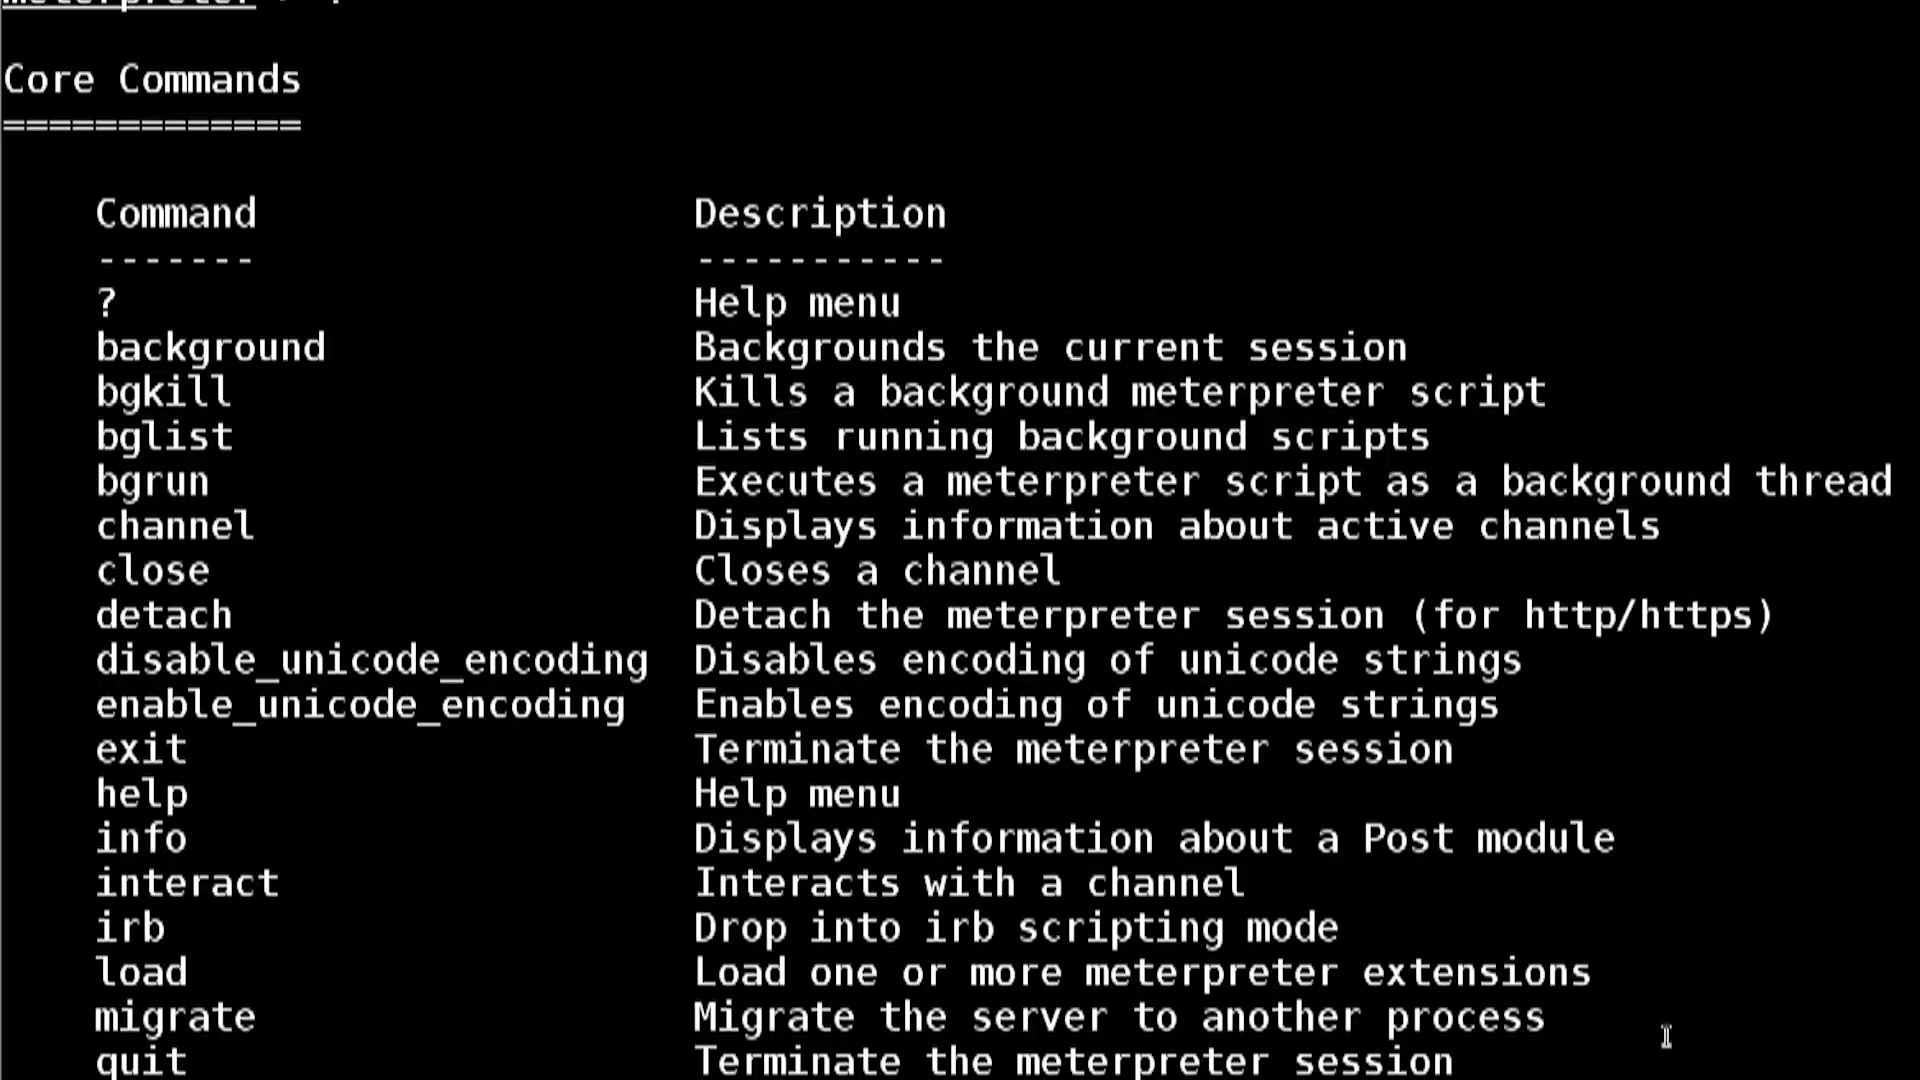 meterpreter >
Core Commands
=============
Command Description
------- -----------
? Help menu
background Backgrounds the current session
bgkill Kills a background meterpreter script
bglist Lists running background scripts
bgrun Executes a meterpreter script as a background thread
channel Displays information about active channels
close Closes a channel
detach Detach the meterpreter session (for http/https)
disable_unicode_encoding Disables encoding of unicode strings
enable_unicode_encoding Enables encoding of unicode strings
exit Terminate the meterpreter session
help Help menu
info Displays information about a Post module
interact Interacts with a channel
irb Drop into irb scripting mode
load Load one or more meterpreter extensions
migrate Migrate the server to another process
quit Terminate the meterpreter session